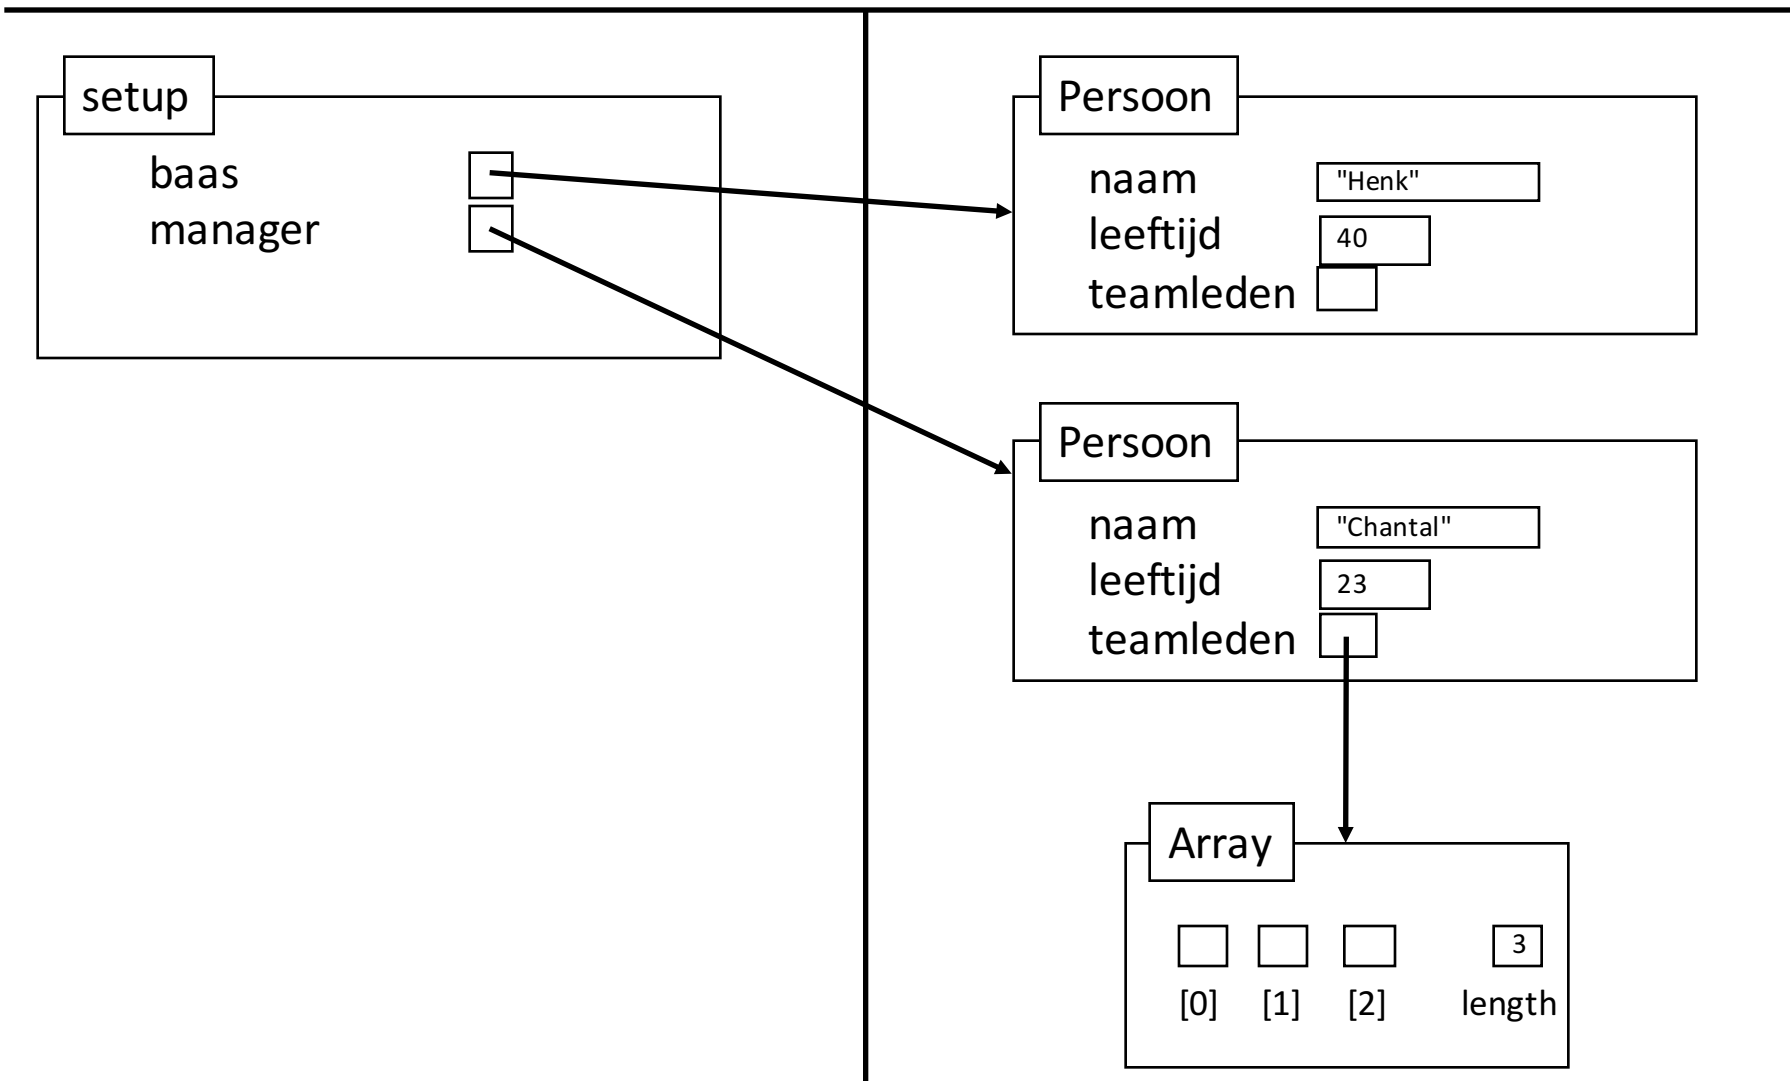 setup
baas
manager
Persoon
naam "Henk"
leeftijd 40
teamleden
Persoon
naam "Chantal"
leeftijd 23
teamleden
Array
3
[0] [1] [2] length